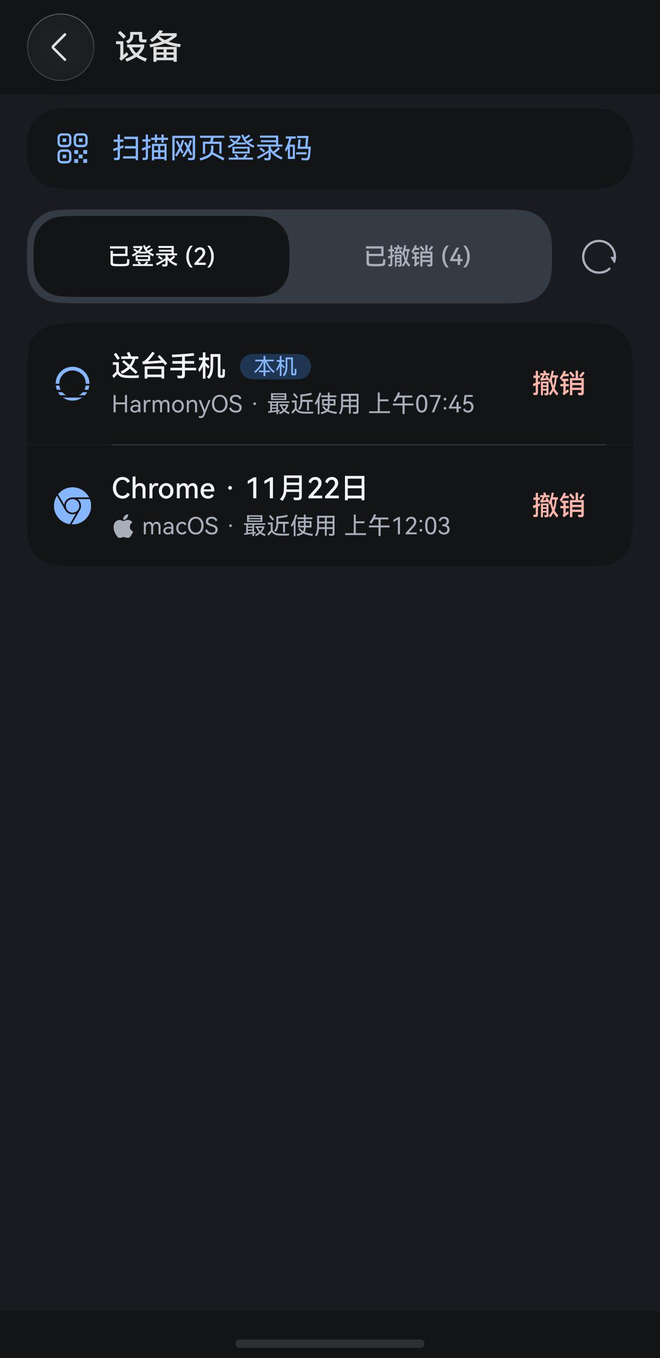 设备
扫描网页登录码
已登录 (2)
已撤销 (4)
这台手机 本机
HarmonyOS · 最近使用 上午07:45
撤销
Chrome · 11月22日
macOS · 最近使用 上午12:03
撤销